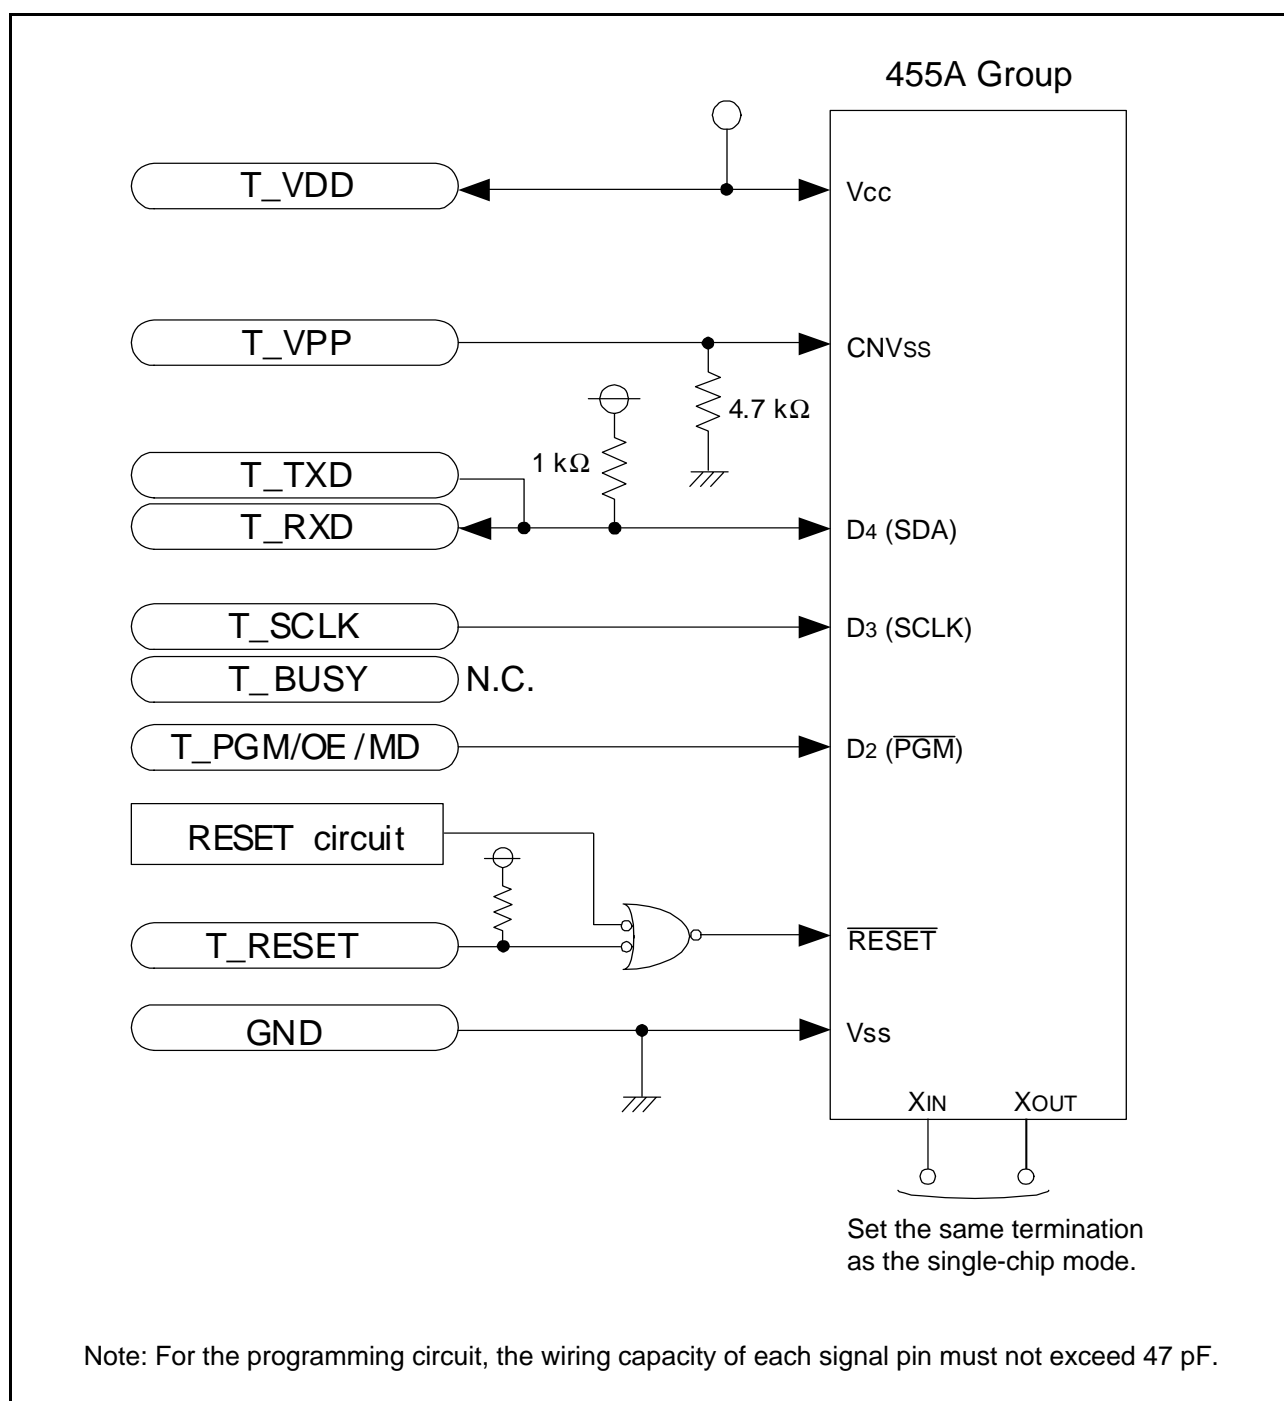 455A Group
T_VDD
Vcc
T_VPP
CNVss
4.7 kΩ
1 kΩ
T_TXD
T_RXD
D4 (SDA)
T_SCLK
D3 (SCLK)
T_BUSY N.C.
T_PGM/OE/MD
D2 (P̅G̅M̅)
RESET circuit
T_RESET
R̅E̅S̅E̅T̅
GND
Vss
XIN XOUT
Set the same termination
as the single-chip mode.
Note: For the programming circuit, the wiring capacity of each signal pin must not exceed 47 pF.